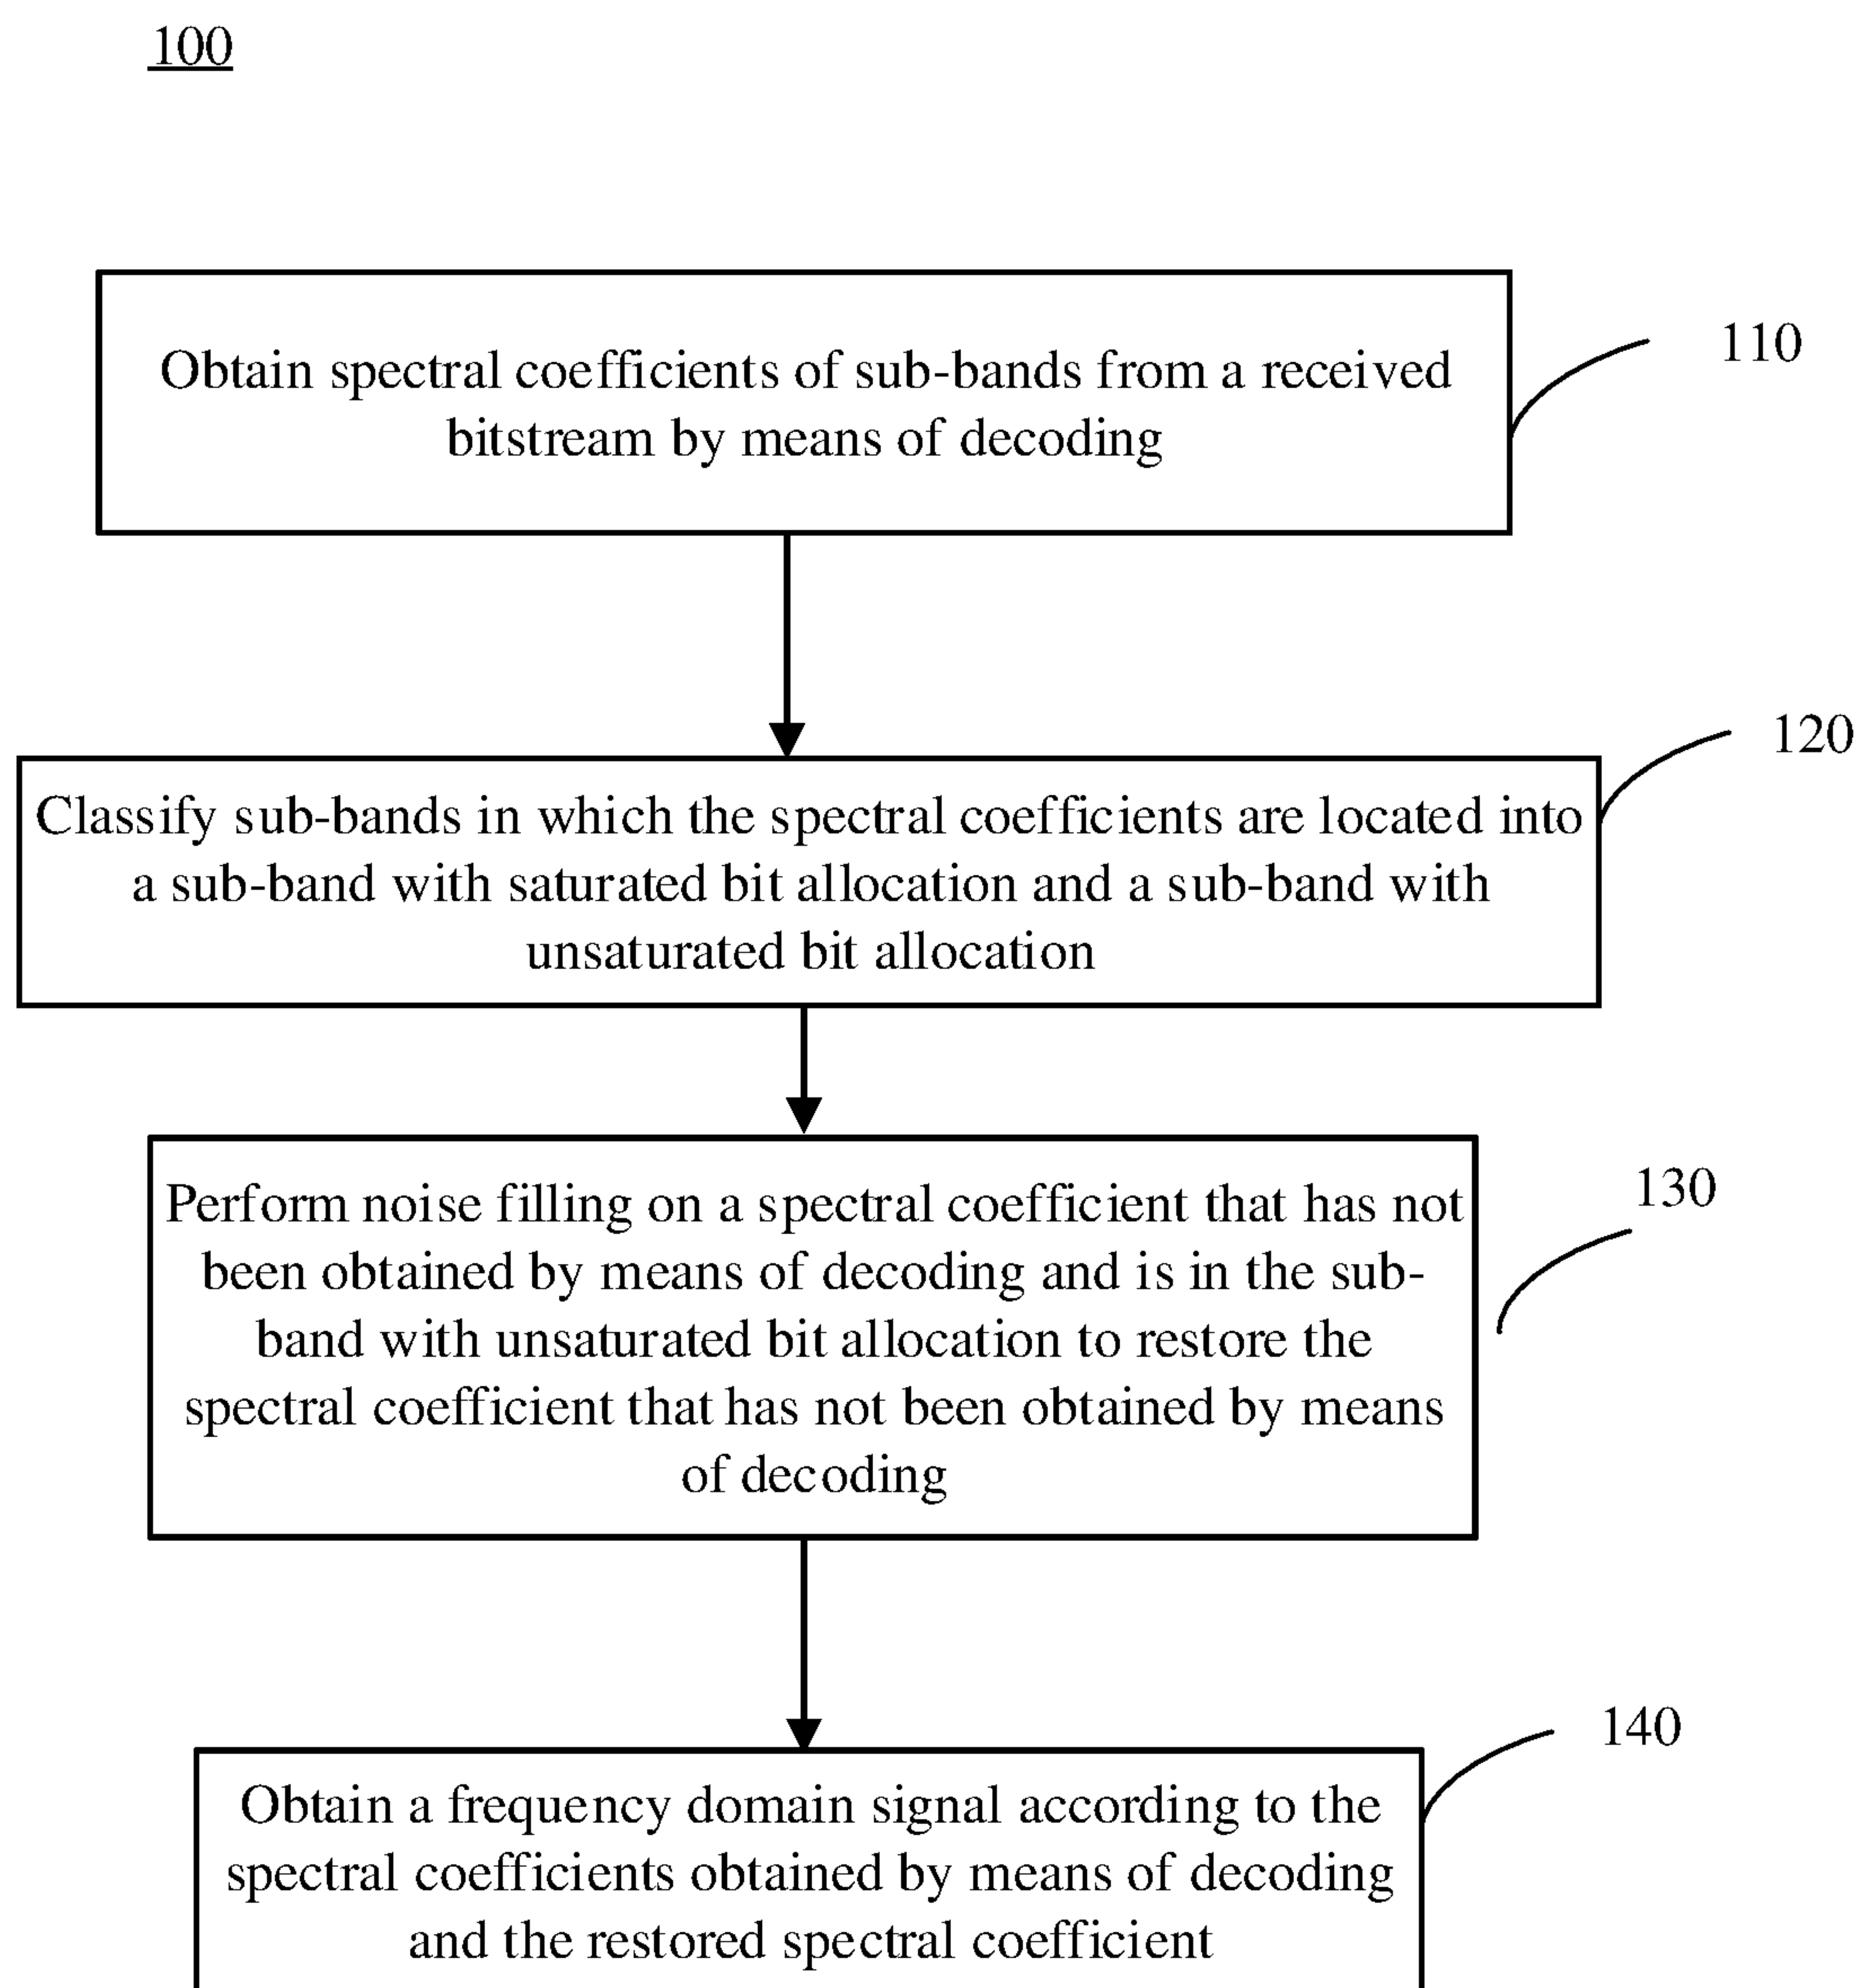 100
Obtain spectral coefficients of sub-bands from a received
bitstream by means of decoding
110
120
Classify sub-bands in which the spectral coefficients are located into
a sub-band with saturated bit allocation and a sub-band with
unsaturated bit allocation
130
Perform noise filling on a spectral coefficient that has not
been obtained by means of decoding and is in the sub-
band with unsaturated bit allocation to restore the
spectral coefficient that has not been obtained by means
of decoding
140
Obtain a frequency domain signal according to the
spectral coefficients obtained by means of decoding
and the restored spectral coefficient